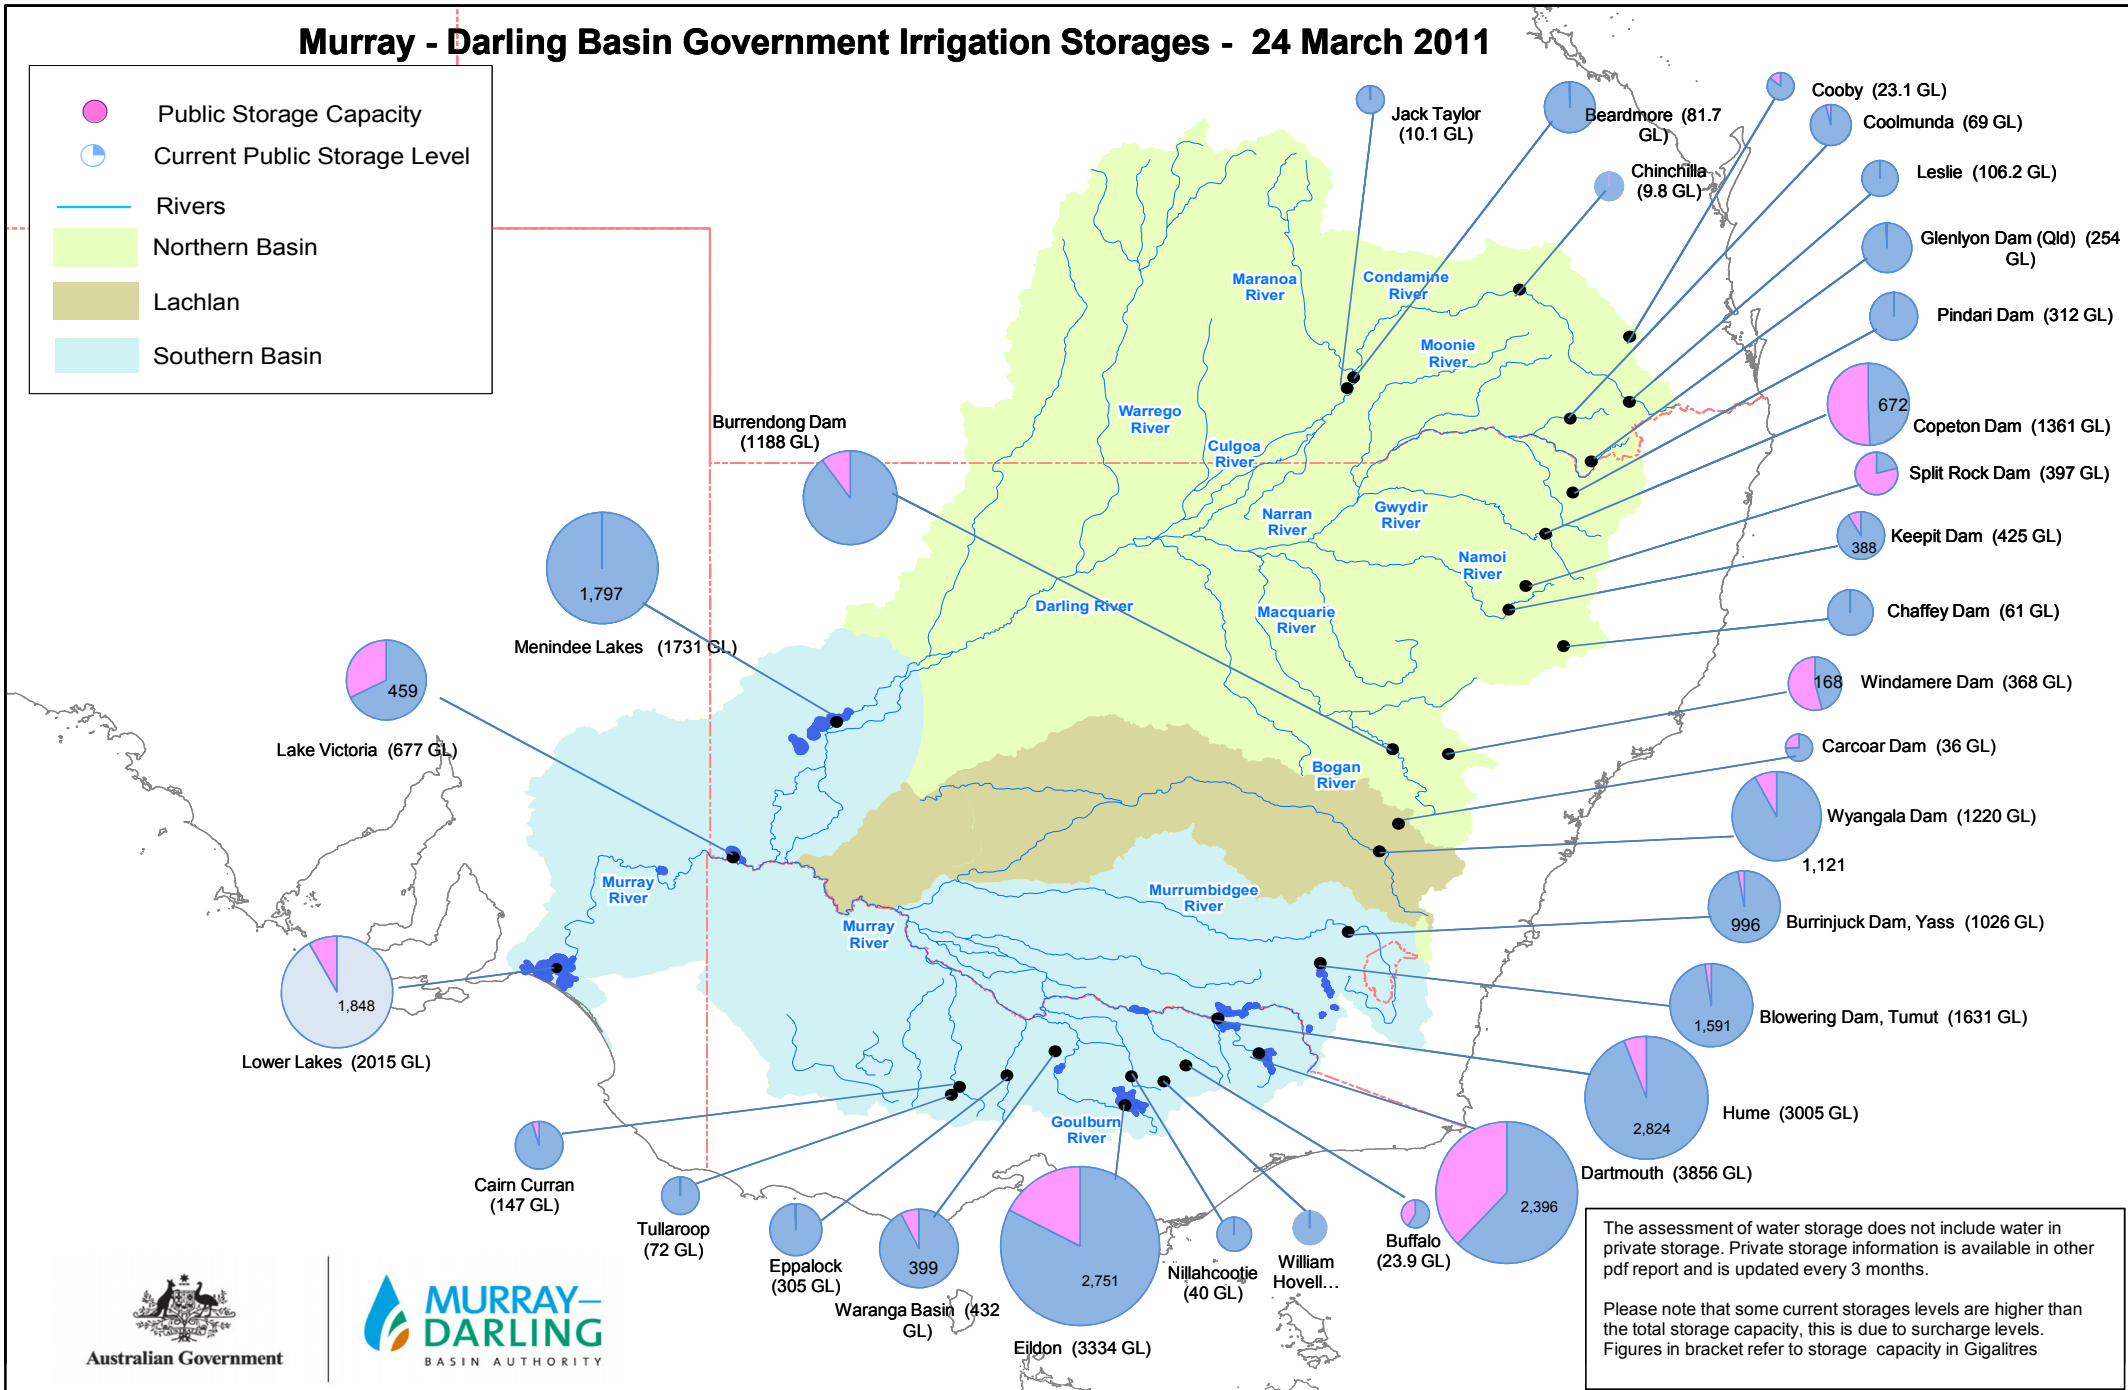 Murray - Darling Basin Government Irrigation Storages - 24 March 2011
Public Storage Capacity
Current Public Storage Level
Rivers
Northern Basin
Lachlan
Southern Basin
Jack Taylor
(10.1 GL)
Beardmore (81.7
GL)
Chinchilla
(9.8 GL)
Cooby (23.1 GL)
Coolmunda (69 GL)
Leslie (106.2 GL)
Glenlyon Dam (Qld) (254
GL)
Pindari Dam (312 GL)
672
Copeton Dam (1361 GL)
Split Rock Dam (397 GL)
388
Keepit Dam (425 GL)
Chaffey Dam (61 GL)
168
Windamere Dam (368 GL)
Carcoar Dam (36 GL)
Wyangala Dam (1220 GL)
1,121
996
Burrinjuck Dam, Yass (1026 GL)
1,591
Blowering Dam, Tumut (1631 GL)
2,824
Hume (3005 GL)
2,396
Dartmouth (3856 GL)
Burrendong Dam
(1188 GL)
1,797
Menindee Lakes (1731 GL)
459
Lake Victoria (677 GL)
1,848
Lower Lakes (2015 GL)
Cairn Curran
(147 GL)
Tullaroop
(72 GL)
Eppalock
(305 GL)
399
Waranga Basin (432
GL)
2,751
Eildon (3334 GL)
Nillahcootie
(40 GL)
William
Hovell...
Buffalo
(23.9 GL)
Maranoa
River
Condamine
River
Moonie
River
Warrego
River
Culgoa
River
Narran
River
Gwydir
River
Namoi
River
Darling River
Macquarie
River
Bogan
River
Murray
River
Murray
River
Murrumbidgee
River
Goulburn
River
The assessment of water storage does not include water in
private storage. Private storage information is available in other
pdf report and is updated every 3 months.
Please note that some current storages levels are higher than
the total storage capacity, this is due to surcharge levels.
Figures in bracket refer to storage capacity in Gigalitres
AUSTRALIA
Australian Government
MURRAY–
DARLING
BASIN AUTHORITY